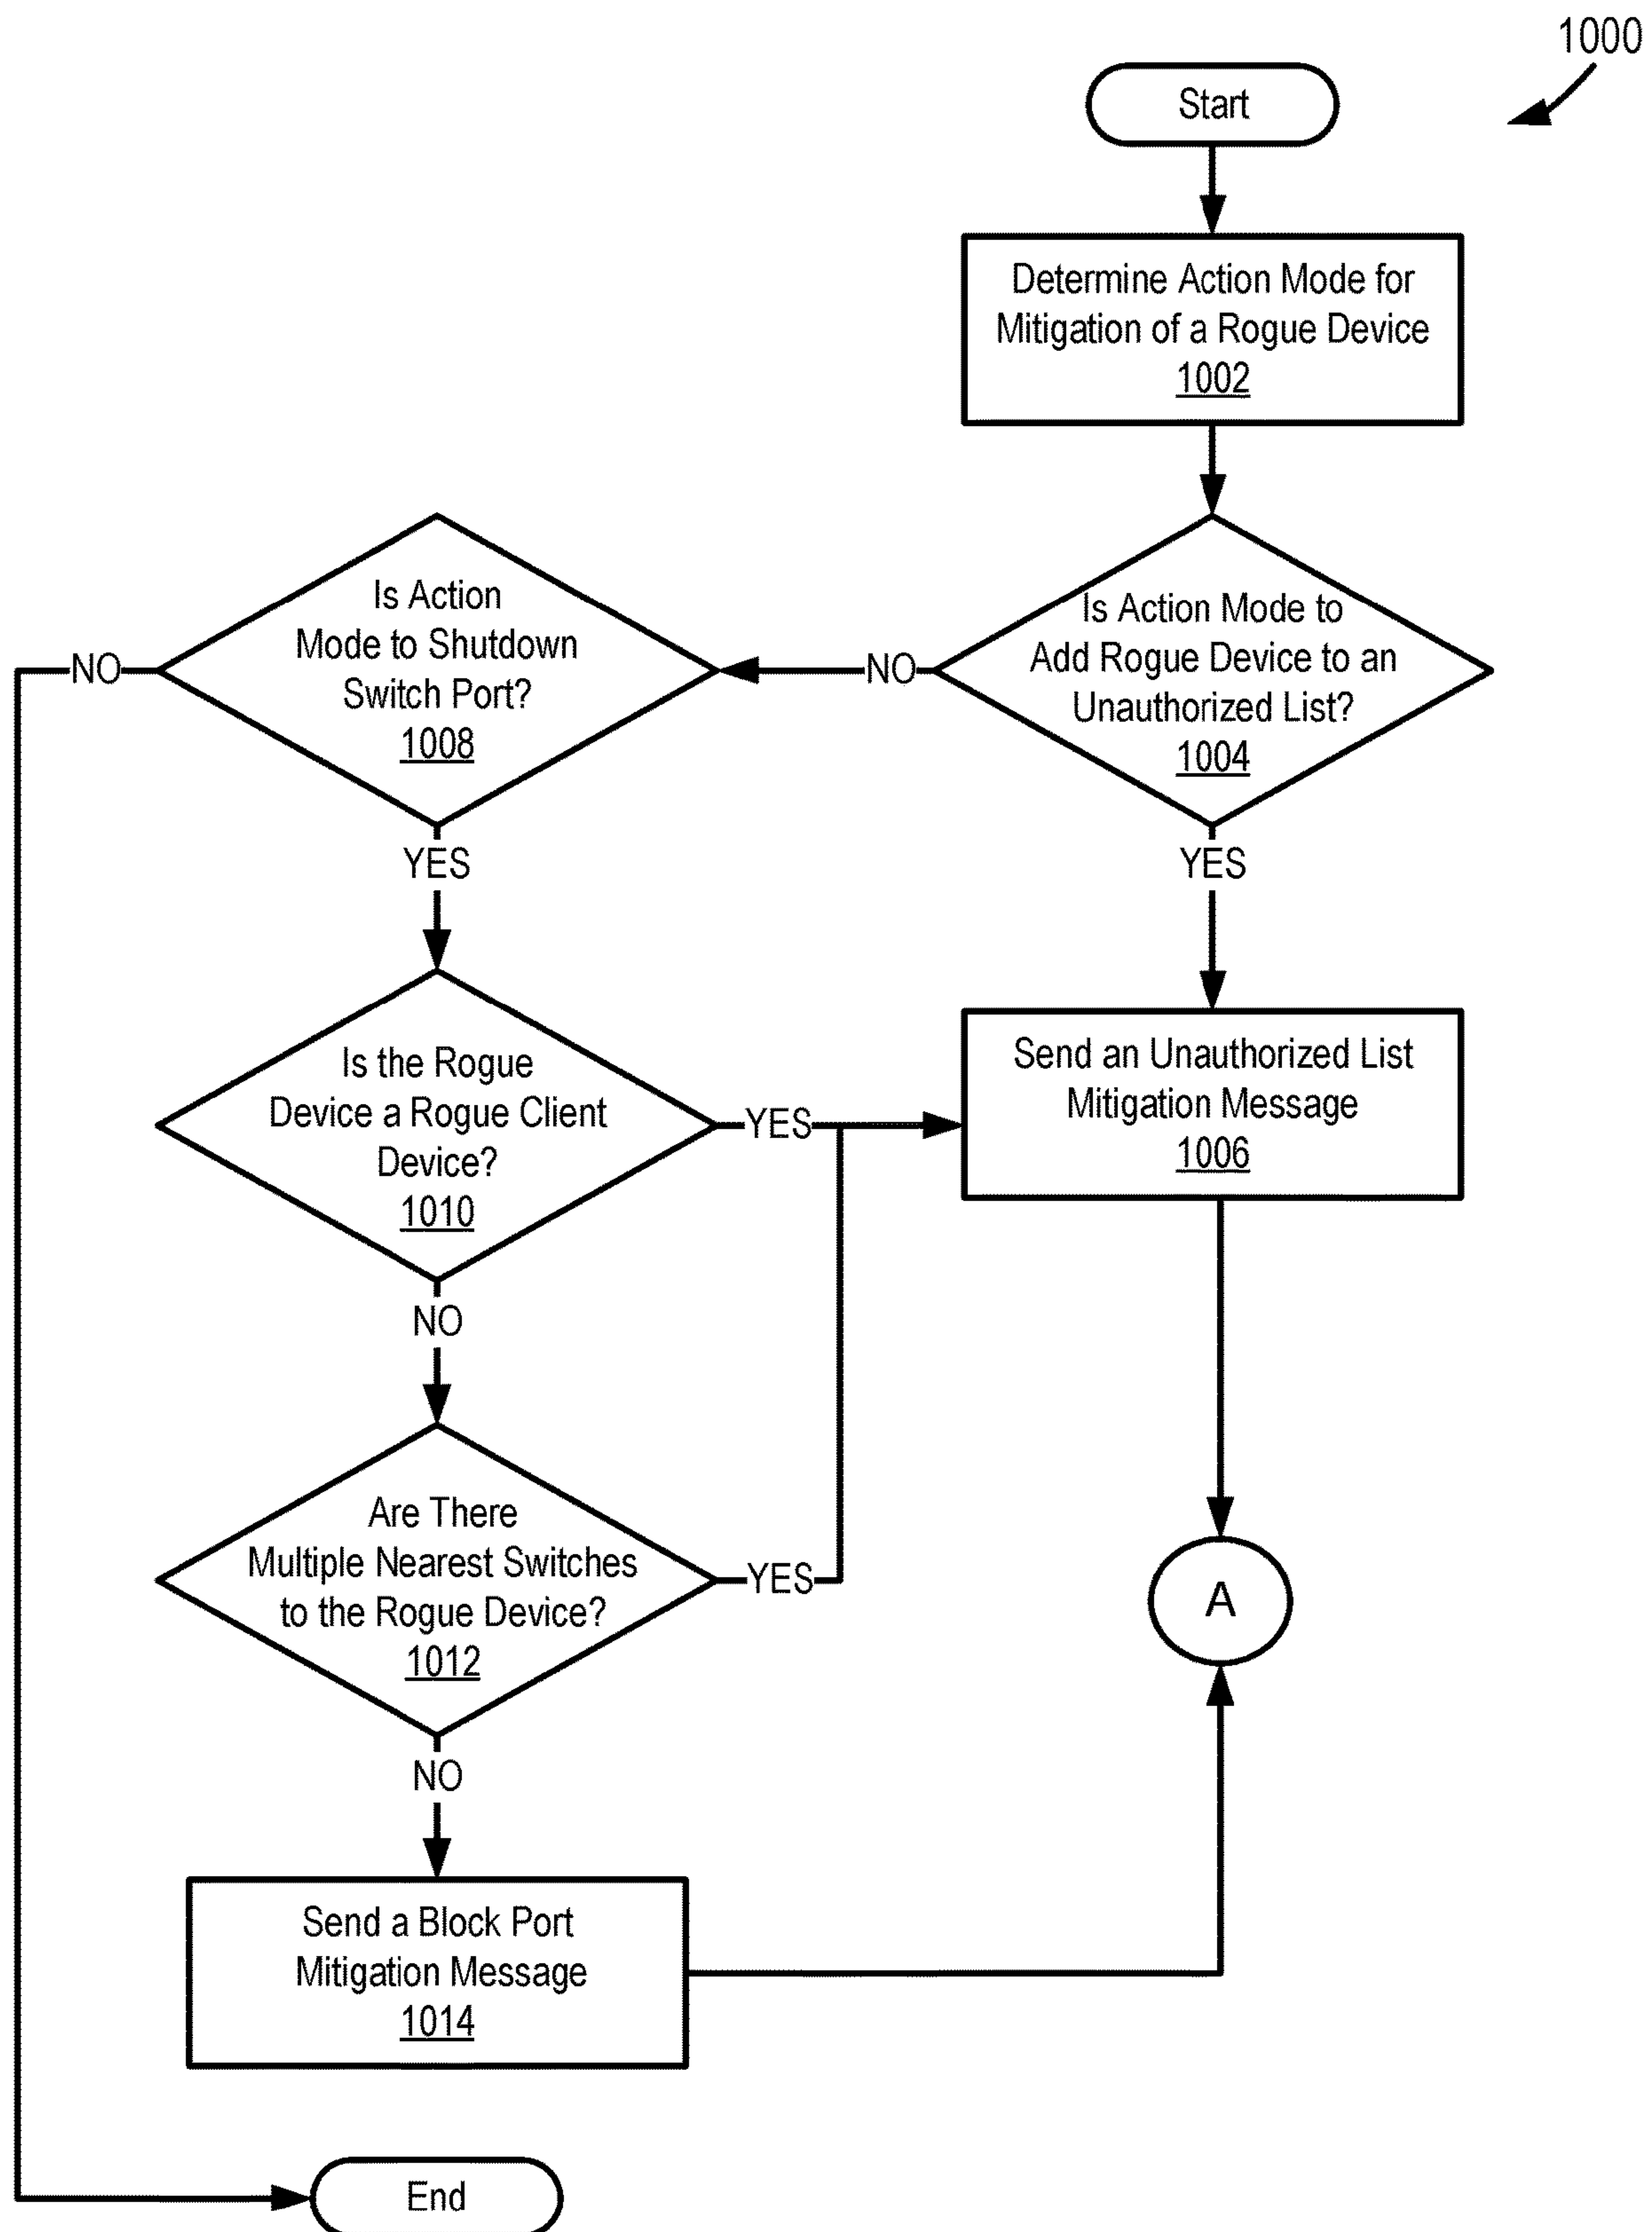 1000
Start
Determine Action Mode for
Mitigation of a Rogue Device
1002
Is Action Mode to
Add Rogue Device to an
Unauthorized List?
1004
NO
YES
Is Action
Mode to Shutdown
Switch Port?
1008
NO
YES
Is the Rogue
Device a Rogue Client
Device?
1010
YES
NO
Send an Unauthorized List
Mitigation Message
1006
Are There
Multiple Nearest Switches
to the Rogue Device?
1012
YES
NO
A
Send a Block Port
Mitigation Message
1014
End